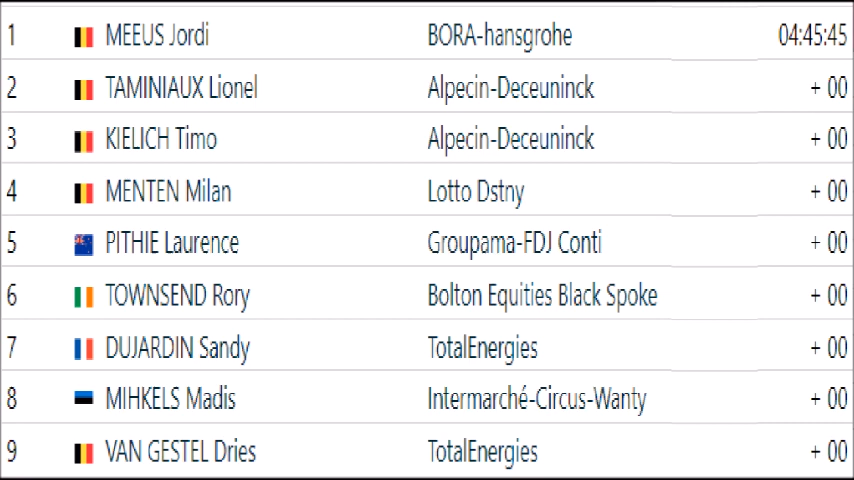 1 MEEUS Jordi BORA-hansgrohe 04:45:45
2 TAMINIAUX Lionel Alpecin-Deceuninck + 00
3 KIELICH Timo Alpecin-Deceuninck + 00
4 MENTEN Milan Lotto Dstny + 00
5 PITHIE Laurence Groupama-FDJ Conti + 00
6 TOWNSEND Rory Bolton Equities Black Spoke + 00
7 DUJARDIN Sandy TotalEnergies + 00
8 MIHKELS Madis Intermarché-Circus-Wanty + 00
9 VAN GESTEL Dries TotalEnergies + 00